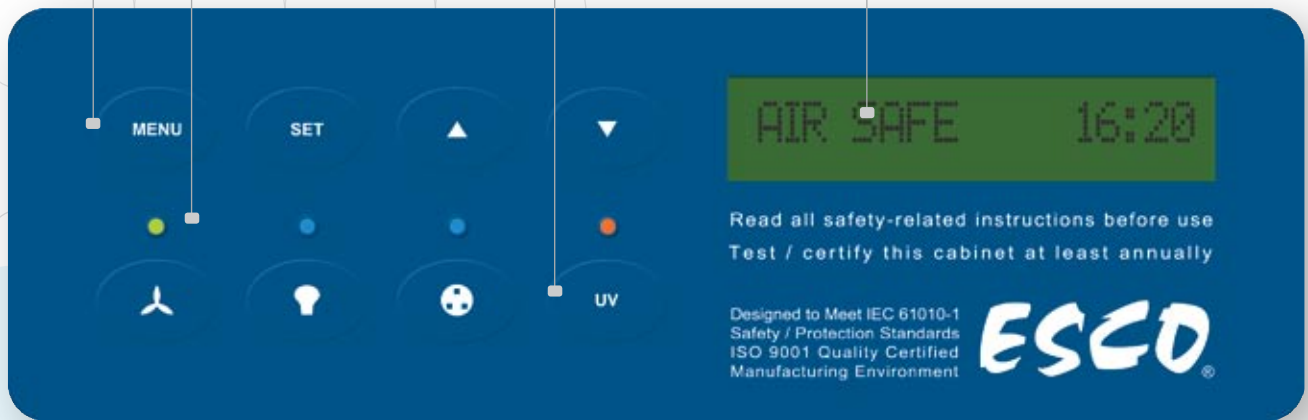 MENU
SET
UV
AIR SAFE 16:20
Read all safety-related instructions before use
Test / certify this cabinet at least annually
Designed to Meet IEC 61010-1
Safety / Protection Standards
ISO 9001 Quality Certified
Manufacturing Environment
ESCO®